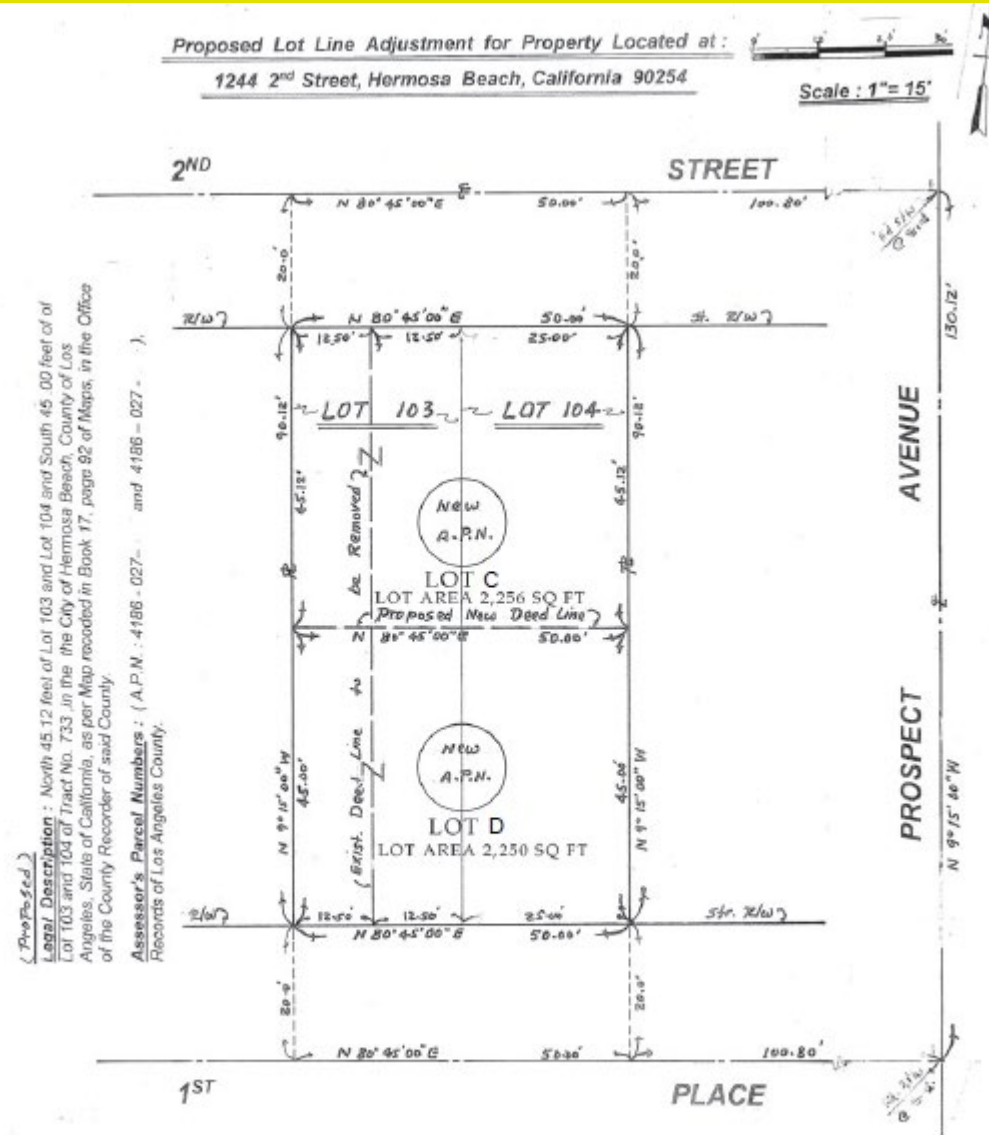 Proposed Lot Line Adjustment for Property Located at :
1244 2nd Street, Hermosa Beach, California 90254
Scale : 1"= 15'
2ND STREET
N 80° 45' 00" E 50.00' 100.80'
20.0' 20.0'
130.12'
R/W N 80° 45' 00" E 50.00' st. R/W
12.50' 12.50' 25.00'
LOT 103 LOT 104
90.12' 90.12'
45.12' 45.12'
New
A.P.N.
LOT C
LOT AREA 2,256 SQ FT
(Proposed New Deed Line)
N 80° 45' 00" E 50.00'
(Exist. Deed Line to be Removed)
New
A.P.N.
LOT D
LOT AREA 2,250 SQ FT
N 9° 15' 00" W 45.00' 45.00' N 9° 15' 00" W
R/W 12.50' 12.50' 25.00' Str. R/W
N 80° 45' 00" E 50.00'
20.0' 20.0'
N 80° 45' 00" E 50.00' 100.80'
1ST PLACE
PROSPECT AVENUE
N 9° 15' 00" W
(Proposed)
Legal Description : North 45.12 feet of Lot 103 and Lot 104 and South 45.00 feet of of
Lot 103 and 104 of Tract No. 733 ,in the the City of Hermosa Beach, County of Los
Angeles, State of California, as per Map recoded in Book 17, page 92 of Maps, in the Office
of the County Recorder of said County.
Assessor's Parcel Numbers : ( A.P.N. : 4186 - 027- and 4186 – 027 - ),
Records of Los Angeles County.